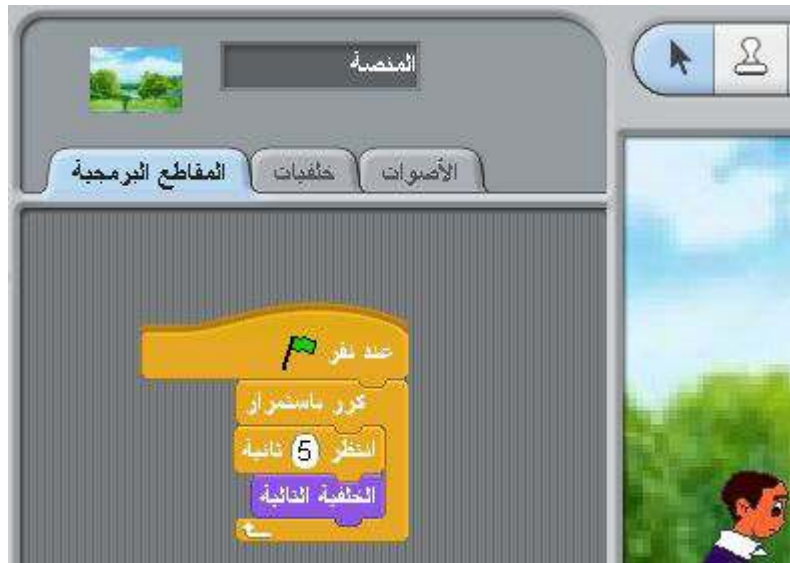 المنصة
المقاطع البرمجية خلفيات الأصوات
عند نقر
كرر باستمرار
انتظر 5 ثانية
الخلفية التالية